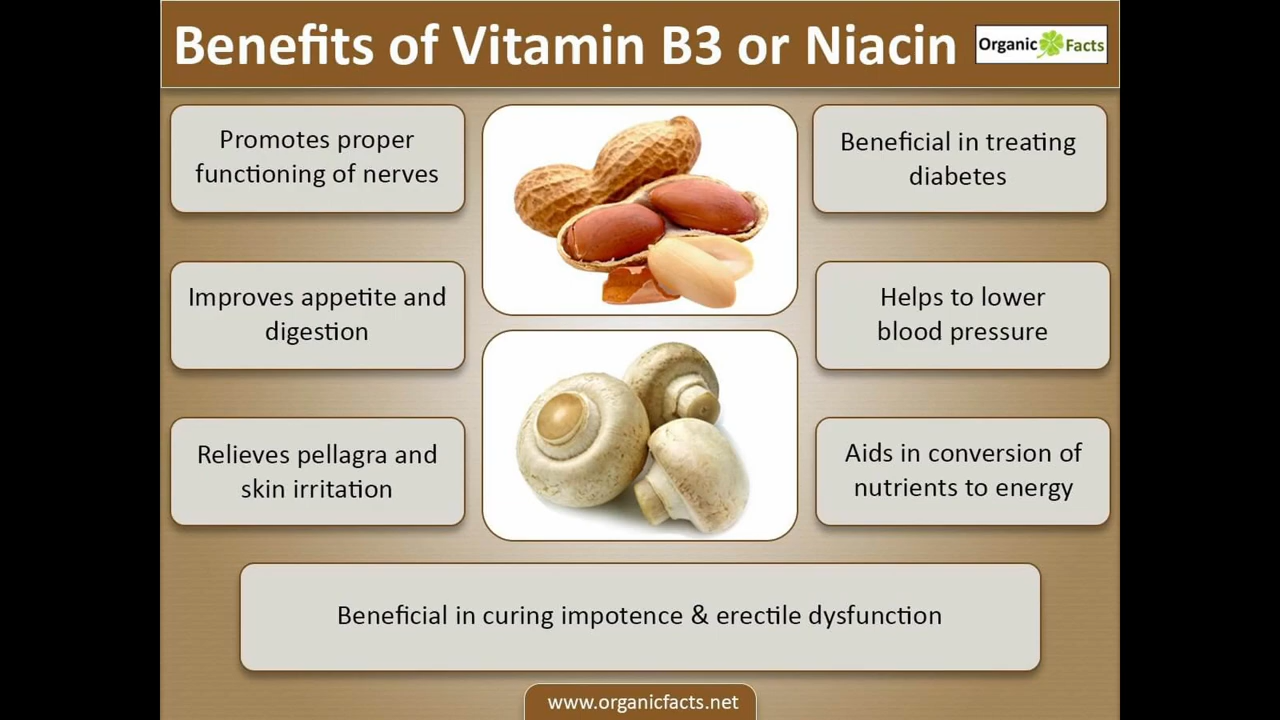 Benefits of Vitamin B3 or Niacin
Organic Facts
Promotes proper
functioning of nerves
Beneficial in treating
diabetes
Improves appetite and
digestion
Helps to lower
blood pressure
Relieves pellagra and
skin irritation
Aids in conversion of
nutrients to energy
Beneficial in curing impotence & erectile dysfunction
www.organicfacts.net